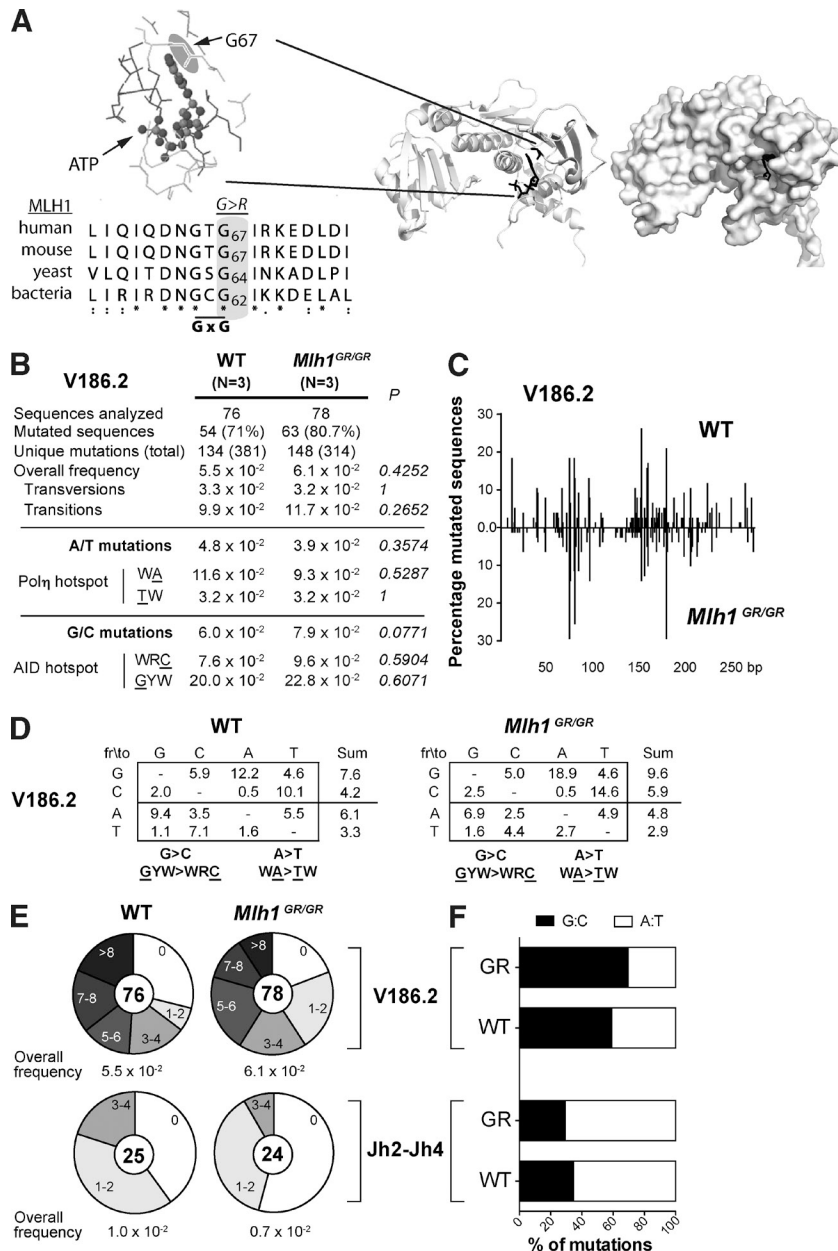 A
G67
ATP
MLH1 G>R
human L I Q I Q D N G T G67 I R K E D L D I
mouse L I Q I Q D N G T G67 I R K E D L D I
yeast V L Q I T D N G S G64 I N K A D L P I
bacteria L I R I R D N G C G62 I K K D E L A L
: : : * * * * * * . * : * :
G x G
B
V186.2 WT Mlh1 GR/GR P
(N=3) (N=3)
Sequences analyzed 76 78
Mutated sequences 54 (71%) 63 (80.7%)
Unique mutations (total) 134 (381) 148 (314)
Overall frequency 5.5 x 10-2 6.1 x 10-2 0.4252
Transversions 3.3 x 10-2 3.2 x 10-2 1
Transitions 9.9 x 10-2 11.7 x 10-2 0.2652
A/T mutations 4.8 x 10-2 3.9 x 10-2 0.3574
Polη hotspot WA 11.6 x 10-2 9.3 x 10-2 0.5287
TW 3.2 x 10-2 3.2 x 10-2 1
G/C mutations 6.0 x 10-2 7.9 x 10-2 0.0771
AID hotspot WRC 7.6 x 10-2 9.6 x 10-2 0.5904
GYW 20.0 x 10-2 22.8 x 10-2 0.6071
C
V186.2
WT
Percentage mutated sequences
30
20
10
0.0
10
20
30
Mlh1 GR/GR
50 100 150 200 250 bp
D
V186.2
WT
fr\to G C A T Sum
G - 5.9 12.2 4.6 7.6
C 2.0 - 0.5 10.1 4.2
A 9.4 3.5 - 5.5 6.1
T 1.1 7.1 1.6 - 3.3
G>C A>T
GYW>WRC WA>TW
Mlh1 GR/GR
fr\to G C A T Sum
G - 5.0 18.9 4.6 9.6
C 2.5 - 0.5 14.6 5.9
A 6.9 2.5 - 4.9 4.8
T 1.6 4.4 2.7 - 2.9
G>C A>T
GYW>WRC WA>TW
E
WT Mlh1 GR/GR
>8 0 7-8 76 1-2 5-6 3-4
>8 0 7-8 78 5-6 1-2 3-4
V186.2
Overall frequency 5.5 x 10-2 6.1 x 10-2
3-4 0 25 1-2
3-4 0 24 1-2
Jh2-Jh4
Overall frequency 1.0 x 10-2 0.7 x 10-2
F
G:C A:T
GR
WT
GR
WT
0 20 40 60 80 100
% of mutations